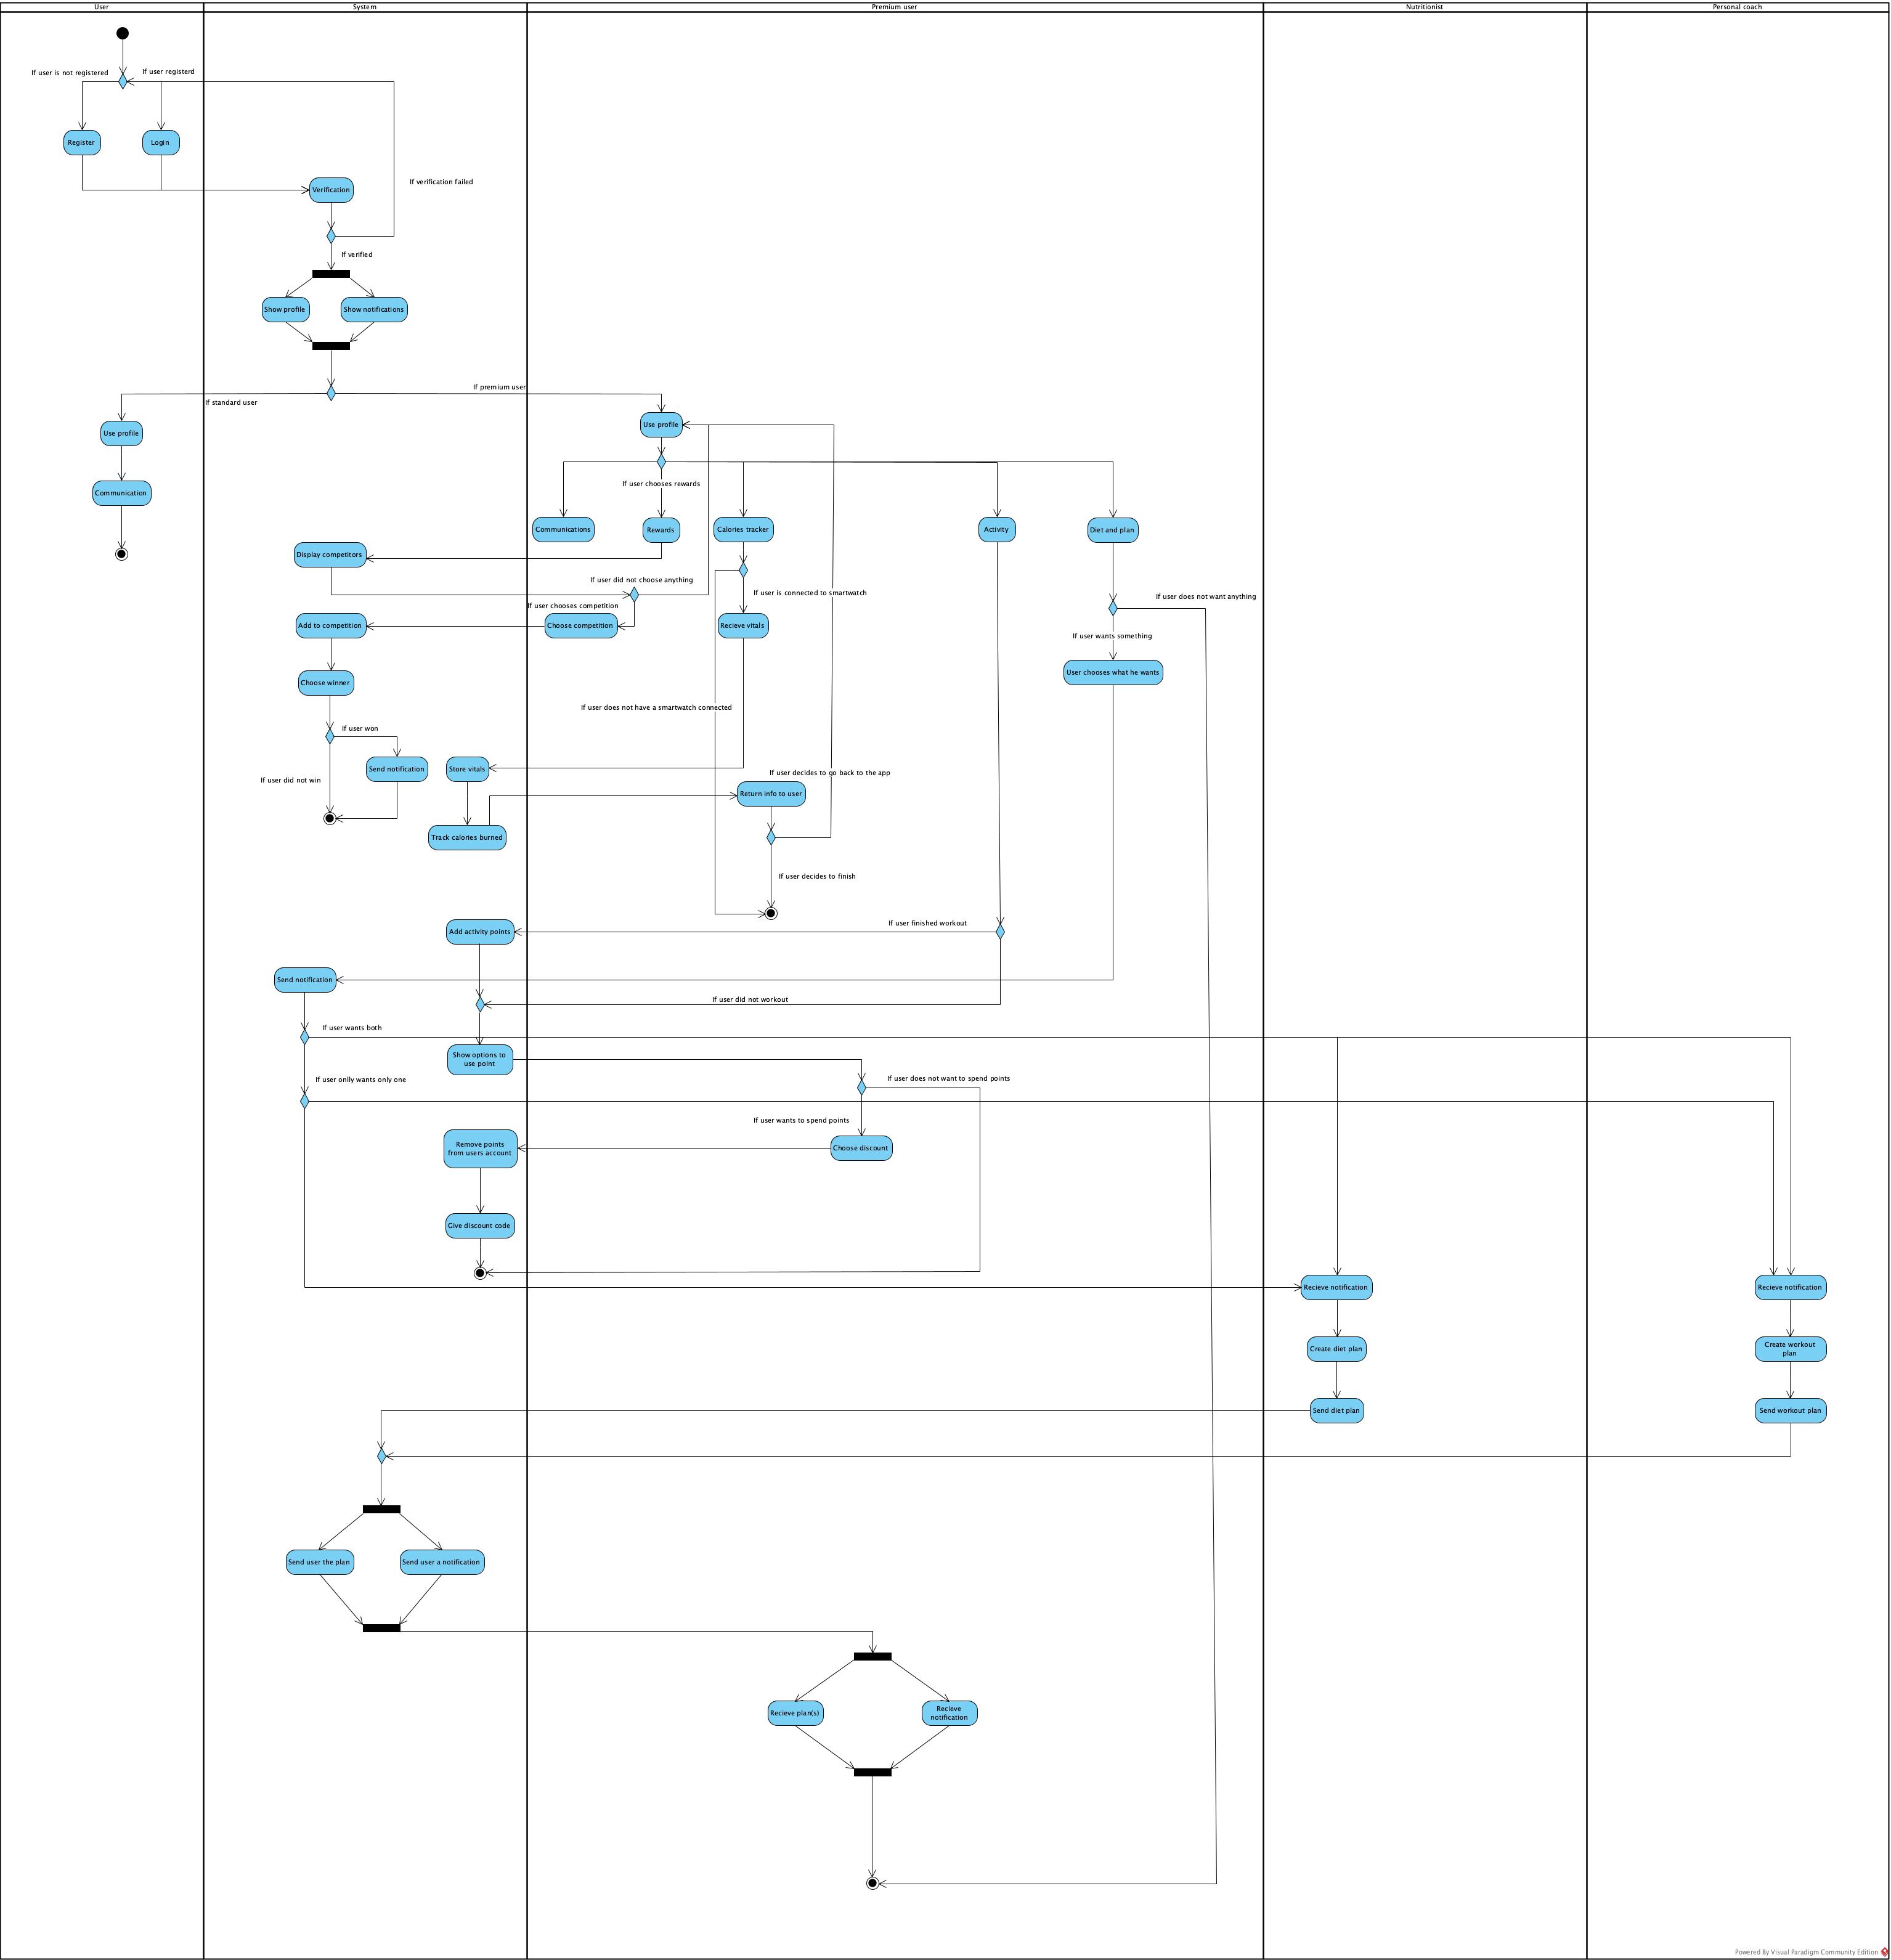 User
System
Premium user
Nutritionist
Personal coach
If user is not registered
If user registerd
Register
Login
Verification
If verification failed
If verified
Show profile
Show notifications
If premium user
If standard user
Use profile
Use profile
Communication
If user chooses rewards
Communications
Rewards
Calories tracker
Activity
Diet and plan
Display competitors
If user did not choose anything
If user is connected to smartwatch
If user does not want anything
If user chooses competition
Add to competition
Choose competition
Recieve vitals
If user wants something
User chooses what he wants
Choose winner
If user does not have a smartwatch connected
If user won
Send notification
Store vitals
If user decides to go back to the app
If user did not win
Return info to user
Track calories burned
If user decides to finish
Add activity points
If user finished workout
Send notification
If user did not workout
If user wants both
Show options to
use point
If user onlly wants only one
If user does not want to spend points
If user wants to spend points
Remove points
from users account
Choose discount
Give discount code
Recieve notification
Recieve notification
Create diet plan
Create workout
plan
Send diet plan
Send workout plan
Send user the plan
Send user a notification
Recieve plan(s)
Recieve
notification
Powered By Visual Paradigm Community Edition